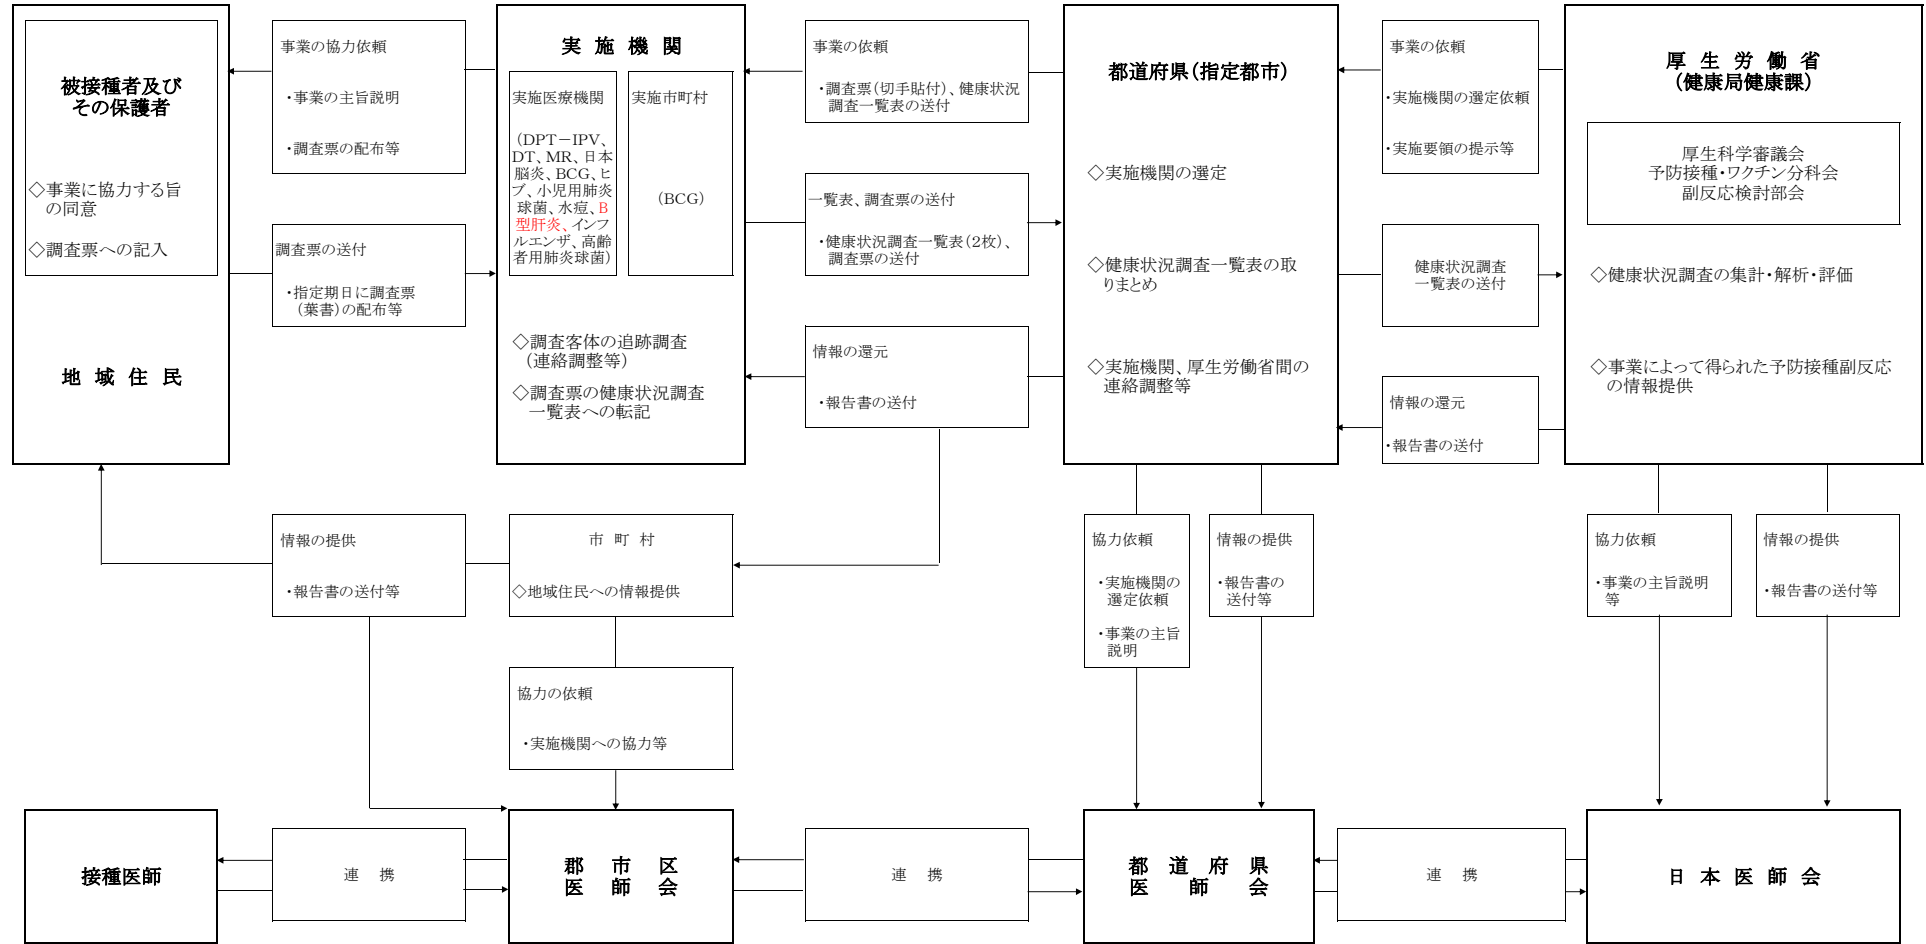 被接種者及び
その保護者
◇事業に協力する旨
の同意
◇調査票への記入
地 域 住 民
事業の協力依頼
・事業の主旨説明
・調査票の配布等
調査票の送付
・指定期日に調査票
(葉書)の配布等
実 施 機 関
実施医療機関
(DPT－IPV、
DT、MR、日本
脳炎、BCG、ヒ
ブ、小児用肺炎
球菌、水痘、B
型肝炎、インフ
ルエンザ、高齢
者用肺炎球菌)
実施市町村
(BCG)
◇調査客体の追跡調査
(連絡調整等)
◇調査票の健康状況調査
一覧表への転記
事業の依頼
・調査票(切手貼付)、健康状況
調査一覧表の送付
一覧表、調査票の送付
・健康状況調査一覧表(2枚)、
調査票の送付
情報の還元
・報告書の送付
都道府県(指定都市)
◇実施機関の選定
◇健康状況調査一覧表の取
りまとめ
◇実施機関、厚生労働省間の
連絡調整等
事業の依頼
・実施機関の選定依頼
・実施要領の提示等
健康状況調査
一覧表の送付
情報の還元
・報告書の送付
厚 生 労 働 省
(健康局健康課)
厚生科学審議会
予防接種・ワクチン分科会
副反応検討部会
◇健康状況調査の集計・解析・評価
◇事業によって得られた予防接種副反応
の情報提供
情報の提供
・報告書の送付等
市 町 村
◇地域住民への情報提供
協力の依頼
・実施機関への協力等
協力依頼
・実施機関の
選定依頼
・事業の主旨
説明
情報の提供
・報告書の
送付等
協力依頼
・事業の主旨説明
等
情報の提供
・報告書の送付等
接種医師
連 携
郡 市 区
医 師 会
連 携
都 道 府 県
医 師 会
連 携
日 本 医 師 会